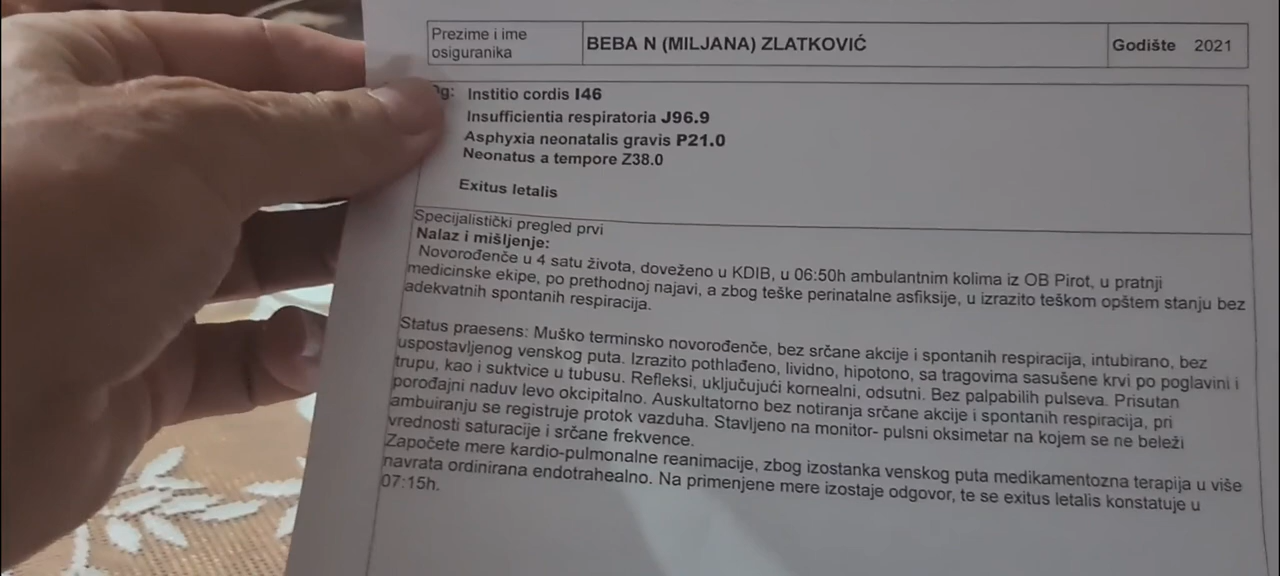 Prezime i ime osiguranika
BEBA N (MILJANA) ZLATKOVIĆ
Godište 2021
Institio cordis I46
Insufficientia respiratoria J96.9
Asphyxia neonatalis gravis P21.0
Neonatus a tempore Z38.0
Exitus letalis
Specijalistički pregled prvi
Nalaz i mišljenje:
Novorođenče u 4 satu života, doveženo u KDIB, u 06:50h ambulantnim kolima iz OB Pirot, u pratnji
medicinske ekipe, po prethodnoj najavi, a zbog teške perinatalne asfiksije, u izrazito teškom opštem stanju bez
adekvatnih spontanih respiracija.
Status praesens: Muško terminsko novorođenče, bez srčane akcije i spontanih respiracija, intubirano, bez
uspostavljenog venskog puta. Izrazito pothlađeno, lividno, hipotono, sa tragovima sasušene krvi po poglavini i
trupu, kao i suktvice u tubusu. Refleksi, uključujući kornealni, odsutni. Bez palpabilih pulseva. Prisutan
porođajni naduv levo okcipitalno. Auskultatorno bez notiranja srčane akcije i spontanih respiracija, pri
ambuiranju se registruje protok vazduha. Stavljeno na monitor- pulsni oksimetar na kojem se ne beleži
vrednosti saturacije i srčane frekvence.
Započete mere kardio-pulmonalne reanimacije, zbog izostanka venskog puta medikamentozna terapija u više
navrata ordinirana endotrahealno. Na primenjene mere izostaje odgovor, te se exitus letalis konstatuje u
07:15h.